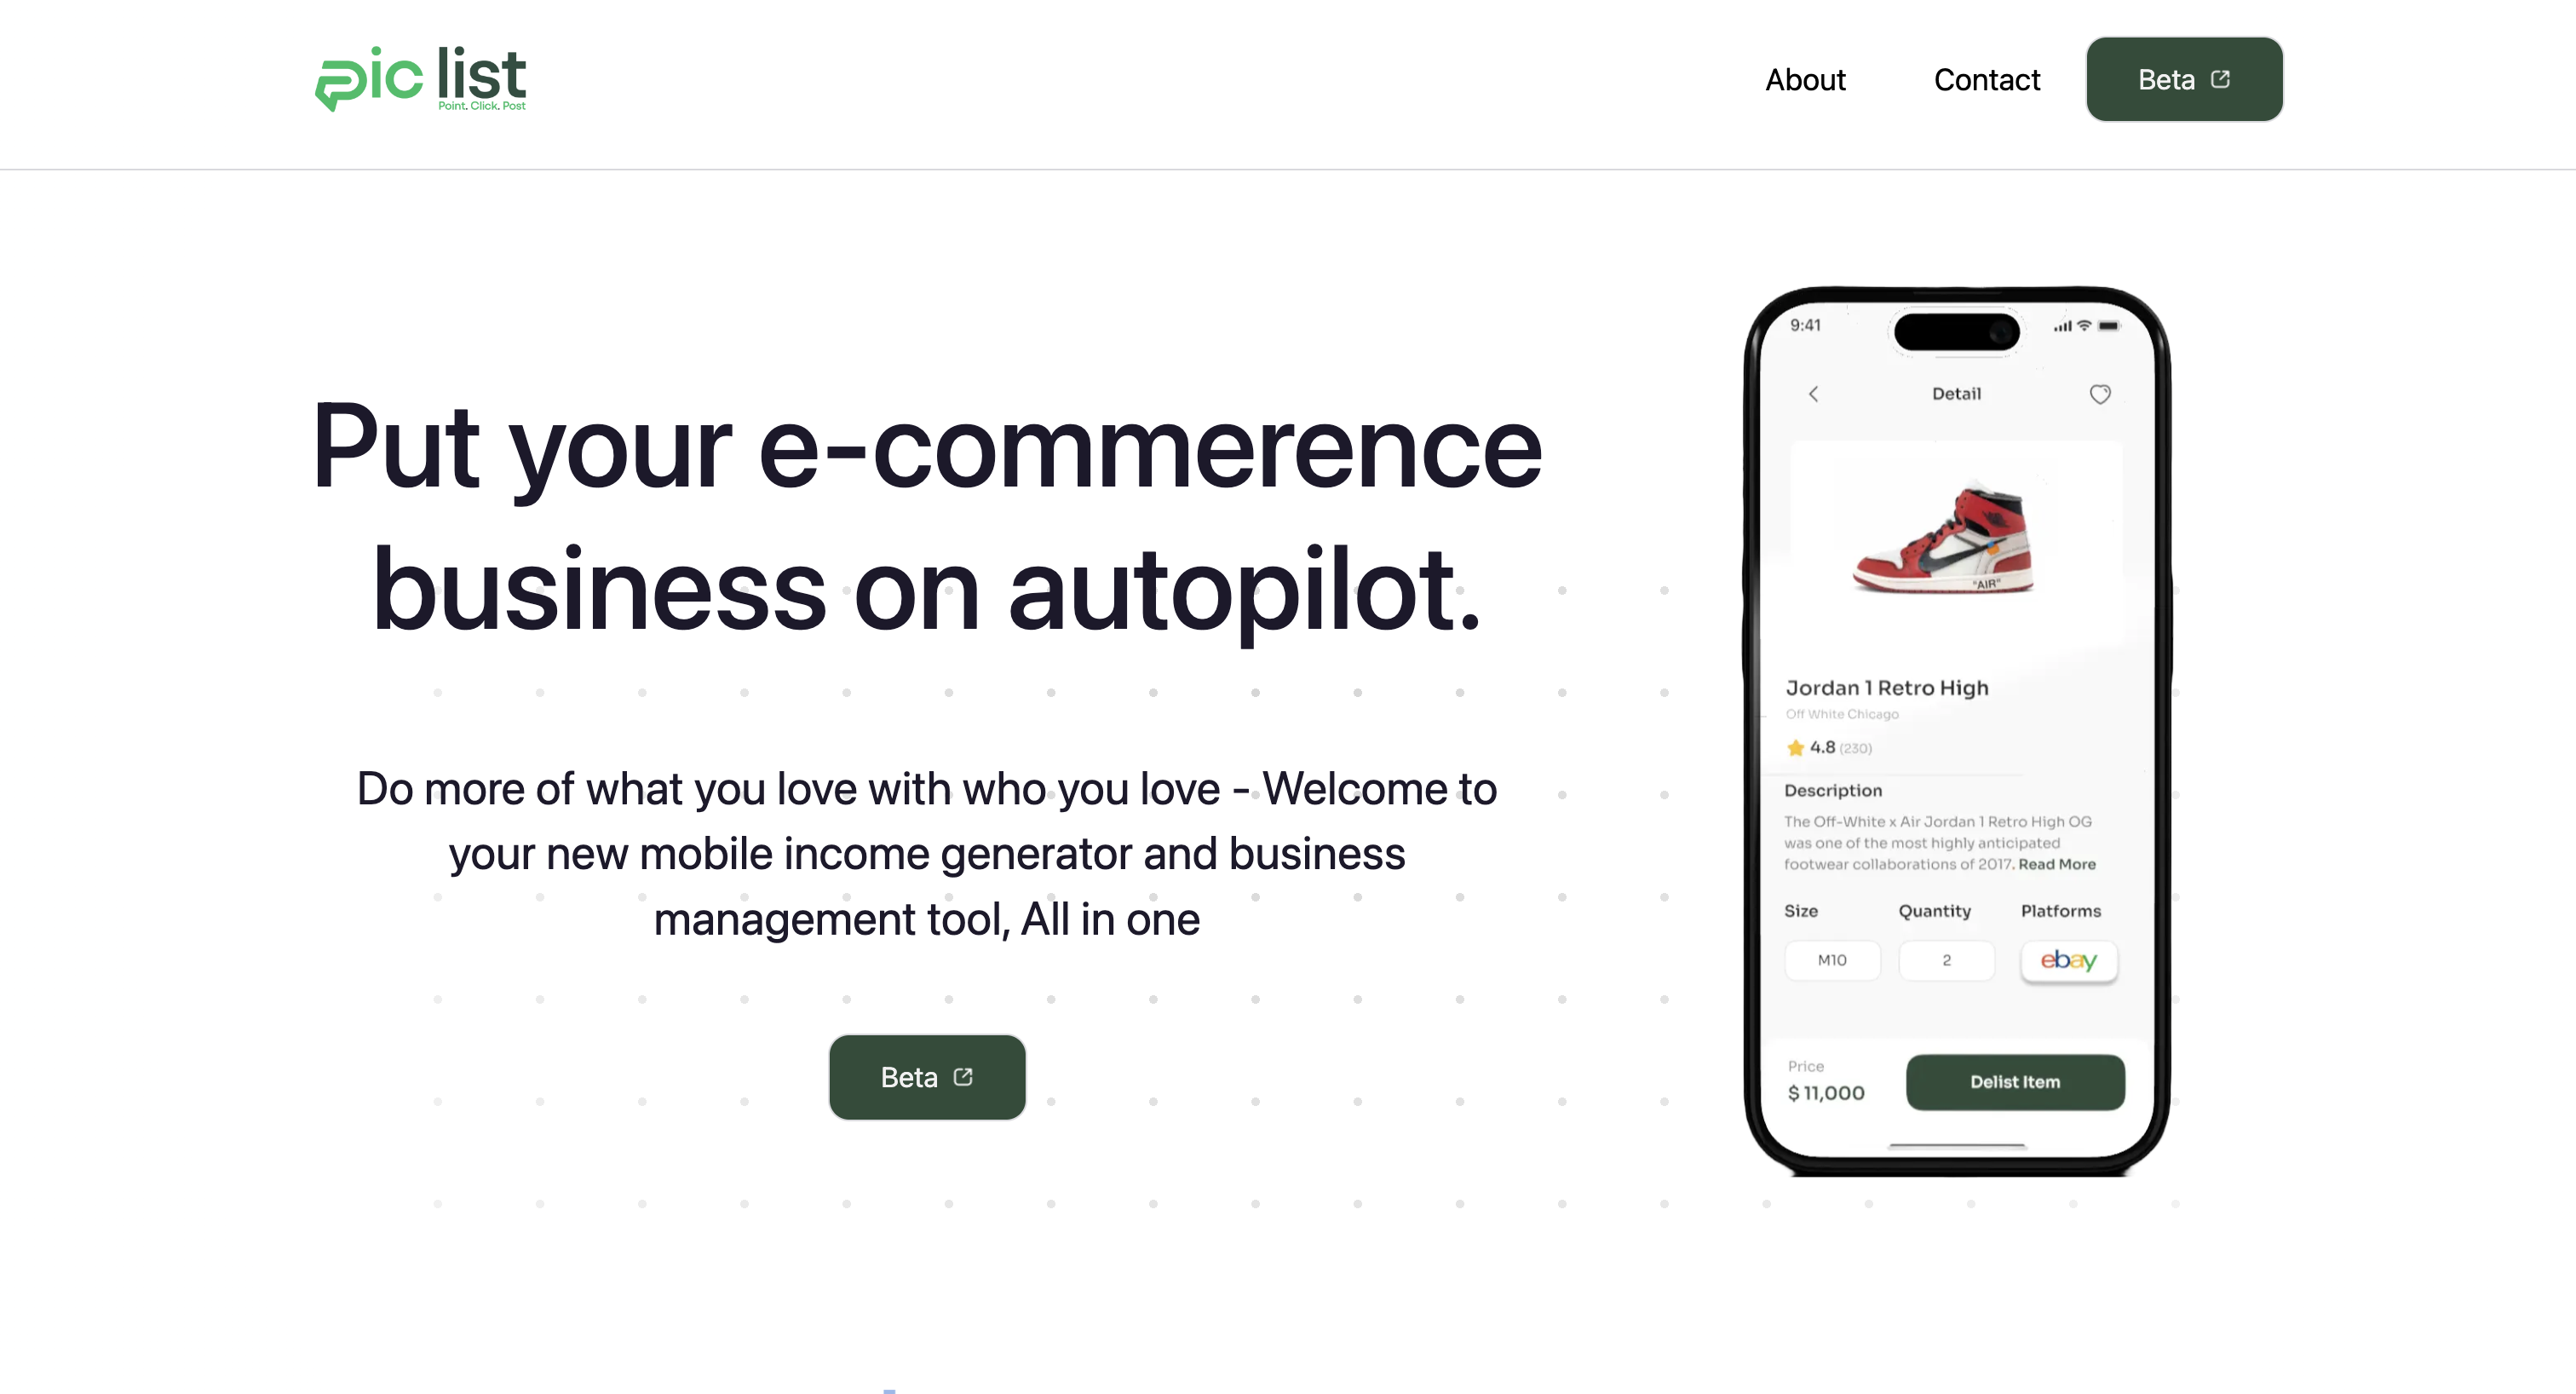 pic list
Point. Click. Post
About
Contact
Beta
Put your e-commerence
business on autopilot.
Do more of what you love with who you love - Welcome to
your new mobile income generator and business
management tool, All in one
Beta
9:41
Detail
"AIR"
Jordan 1 Retro High
Off White Chicago
4.8 (230)
Description
The Off-White x Air Jordan 1 Retro High OG
was one of the most highly anticipated
footwear collaborations of 2017. Read More
Size Quantity Platforms
M10 2 ebay
Price
$ 11,000
Delist Item